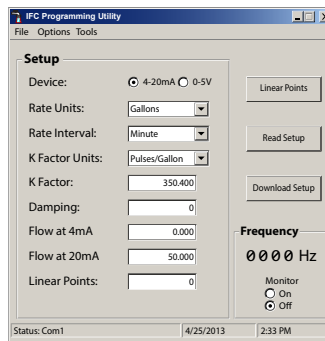 IFC Programming Utility
File Options Tools
Setup
Device: 4-20mA 0-5V
Rate Units: Gallons
Rate Interval: Minute
K Factor Units: Pulses/Gallon
K Factor: 350.400
Damping: 0
Flow at 4mA 0.000
Flow at 20mA 50.000
Linear Points: 0
Linear Points
Read Setup
Download Setup
Frequency
0000 Hz
Monitor
On
Off
Status: Com1 4/25/2013 2:33 PM